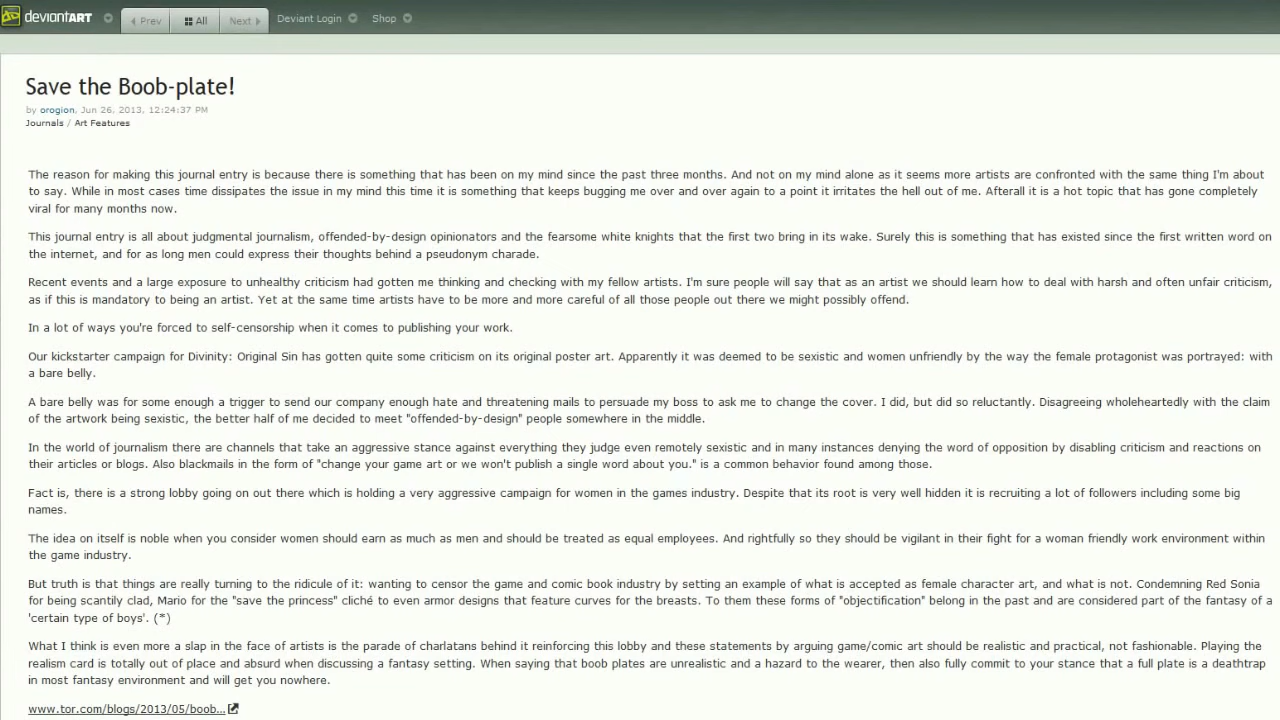 deviantART Prev All Next Deviant Login Shop
Save the Boob-plate!
by orogion, Jun 26, 2013, 12:24:37 PM
Journals / Art Features
The reason for making this journal entry is because there is something that has been on my mind since the past three months. And not on my mind alone as it seems more artists are confronted with the same thing I'm about
to say. While in most cases time dissipates the issue in my mind this time it is something that keeps bugging me over and over again to a point it irritates the hell out of me. Afterall it is a hot topic that has gone completely
viral for many months now.
This journal entry is all about judgmental journalism, offended-by-design opinionators and the fearsome white knights that the first two bring in its wake. Surely this is something that has existed since the first written word on
the internet, and for as long men could express their thoughts behind a pseudonym charade.
Recent events and a large exposure to unhealthy criticism had gotten me thinking and checking with my fellow artists. I'm sure people will say that as an artist we should learn how to deal with harsh and often unfair criticism,
as if this is mandatory to being an artist. Yet at the same time artists have to be more and more careful of all those people out there we might possibly offend.
In a lot of ways you're forced to self-censorship when it comes to publishing your work.
Our kickstarter campaign for Divinity: Original Sin has gotten quite some criticism on its original poster art. Apparently it was deemed to be sexistic and women unfriendly by the way the female protagonist was portrayed: with
a bare belly.
A bare belly was for some enough a trigger to send our company enough hate and threatening mails to persuade my boss to ask me to change the cover. I did, but did so reluctantly. Disagreeing wholeheartedly with the claim
of the artwork being sexistic, the better half of me decided to meet "offended-by-design" people somewhere in the middle.
In the world of journalism there are channels that take an aggressive stance against everything they judge even remotely sexistic and in many instances denying the word of opposition by disabling criticism and reactions on
their articles or blogs. Also blackmails in the form of "change your game art or we won't publish a single word about you." is a common behavior found among those.
Fact is, there is a strong lobby going on out there which is holding a very aggressive campaign for women in the games industry. Despite that its root is very well hidden it is recruiting a lot of followers including some big
names.
The idea on itself is noble when you consider women should earn as much as men and should be treated as equal employees. And rightfully so they should be vigilant in their fight for a woman friendly work environment within
the game industry.
But truth is that things are really turning to the ridicule of it: wanting to censor the game and comic book industry by setting an example of what is accepted as female character art, and what is not. Condemning Red Sonia
for being scantily clad, Mario for the "save the princess" cliché to even armor designs that feature curves for the breasts. To them these forms of "objectification" belong in the past and are considered part of the fantasy of a
'certain type of boys'. (*)
What I think is even more a slap in the face of artists is the parade of charlatans behind it reinforcing this lobby and these statements by arguing game/comic art should be realistic and practical, not fashionable. Playing the
realism card is totally out of place and absurd when discussing a fantasy setting. When saying that boob plates are unrealistic and a hazard to the wearer, then also fully commit to your stance that a full plate is a deathtrap
in most fantasy environment and will get you nowhere.
www.tor.com/blogs/2013/05/boob...